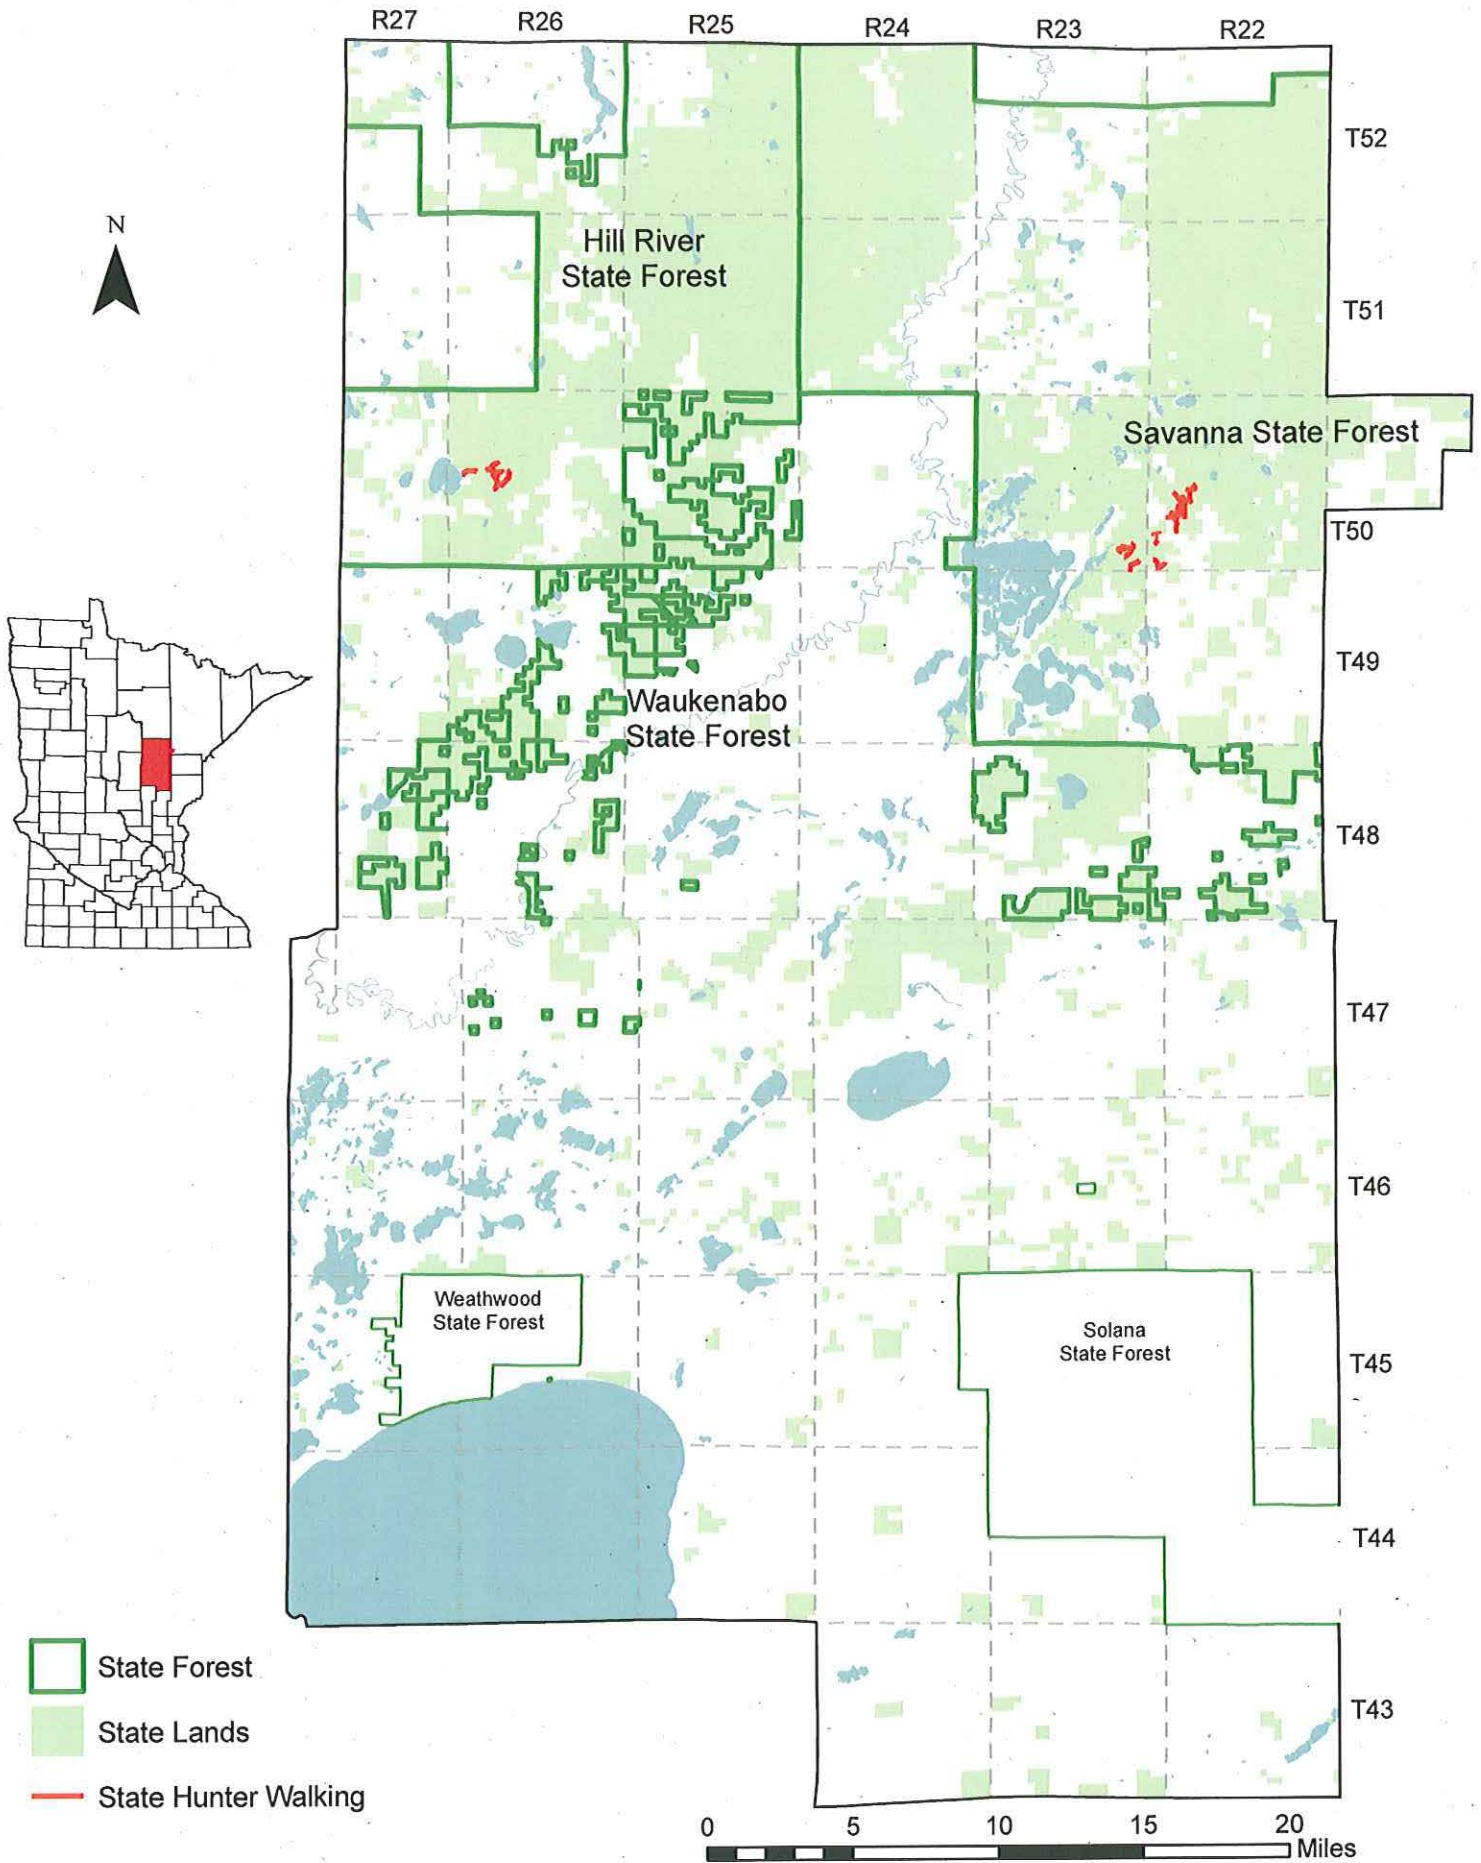 R27 R26 R25 R24 R23 R22
T52
N
Hill River
State Forest
T51
Savanna State Forest
T50
T49
Waukenabo
State Forest
T48
T47
T46
Weathwood
State Forest
Solana
State Forest
T45
T44
State Forest
State Lands
T43
State Hunter Walking
0 5 10 15 20
Miles